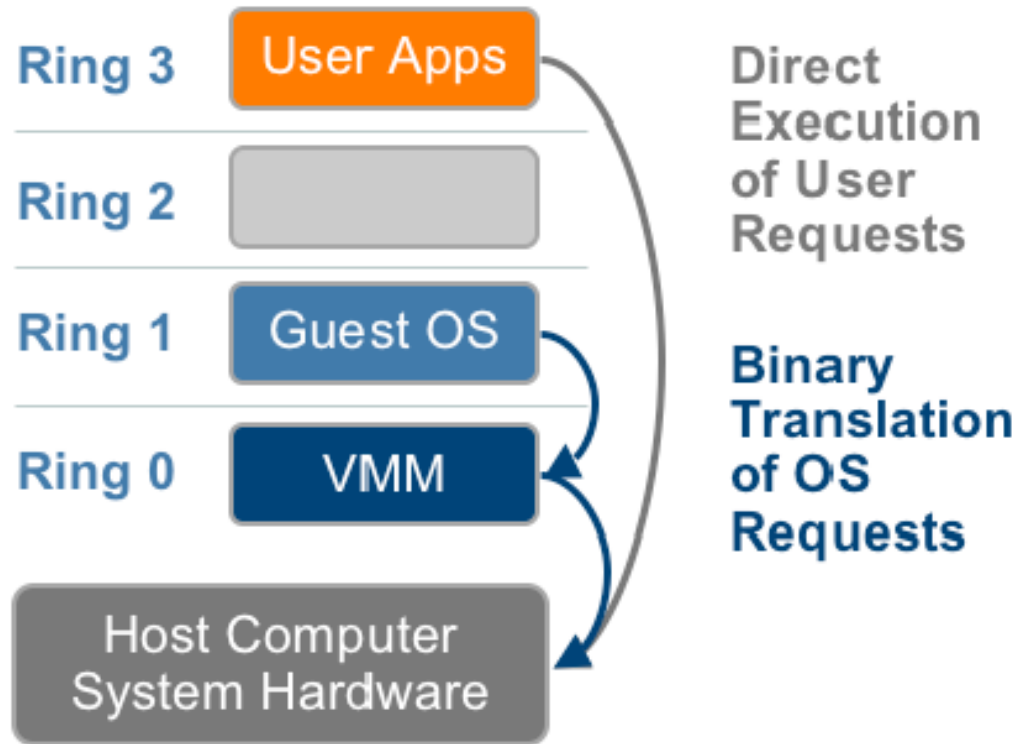 Ring 3
User Apps
Ring 2
Ring 1
Guest OS
Ring 0
VMM
Host Computer
System Hardware
Direct
Execution
of User
Requests
Binary
Translation
of OS
Requests